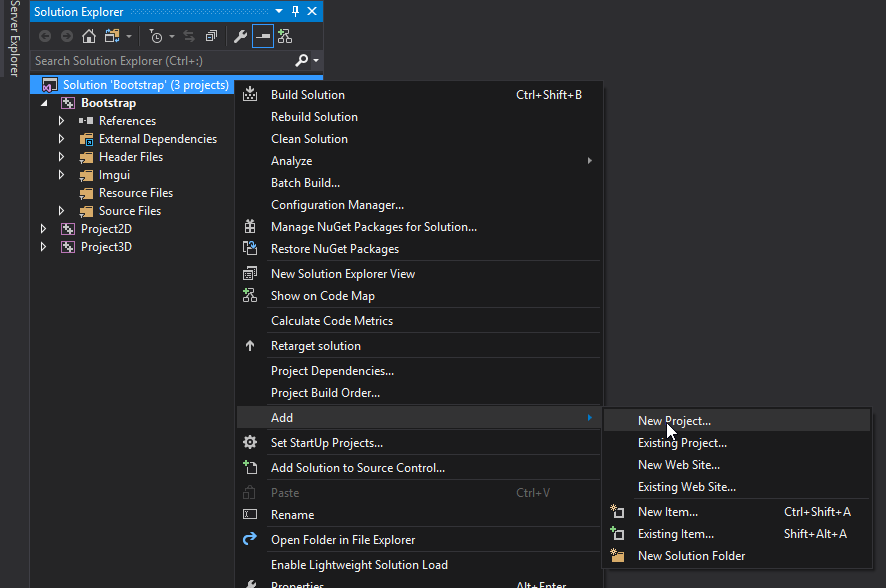 Server Explorer
Solution Explorer
Search Solution Explorer (Ctrl+;)
Solution 'Bootstrap' (3 projects)
Bootstrap
References
External Dependencies
Header Files
Imgui
Resource Files
Source Files
Project2D
Project3D
Build Solution Ctrl+Shift+B
Rebuild Solution
Clean Solution
Analyze
Batch Build...
Configuration Manager...
Manage NuGet Packages for Solution...
Restore NuGet Packages
New Solution Explorer View
Show on Code Map
Calculate Code Metrics
Retarget solution
Project Dependencies...
Project Build Order...
Add
Set StartUp Projects...
Add Solution to Source Control...
Paste Ctrl+V
Rename
Open Folder in File Explorer
Enable Lightweight Solution Load
Properties Alt+Enter
New Project...
Existing Project...
New Web Site...
Existing Web Site...
New Item... Ctrl+Shift+A
Existing Item... Shift+Alt+A
New Solution Folder